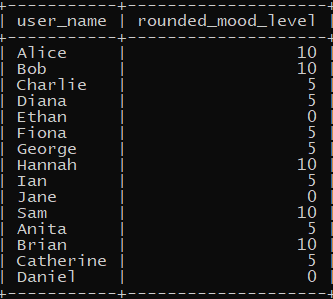 +-----------+--------------------+
| user_name | rounded_mood_level |
+-----------+--------------------+
| Alice     |                 10 |
| Bob       |                 10 |
| Charlie   |                  5 |
| Diana     |                  5 |
| Ethan     |                  0 |
| Fiona     |                  5 |
| George    |                  5 |
| Hannah    |                 10 |
| Ian       |                  5 |
| Jane      |                  0 |
| Sam       |                 10 |
| Anita     |                  5 |
| Brian     |                 10 |
| Catherine |                  5 |
| Daniel    |                  0 |
+-----------+--------------------+